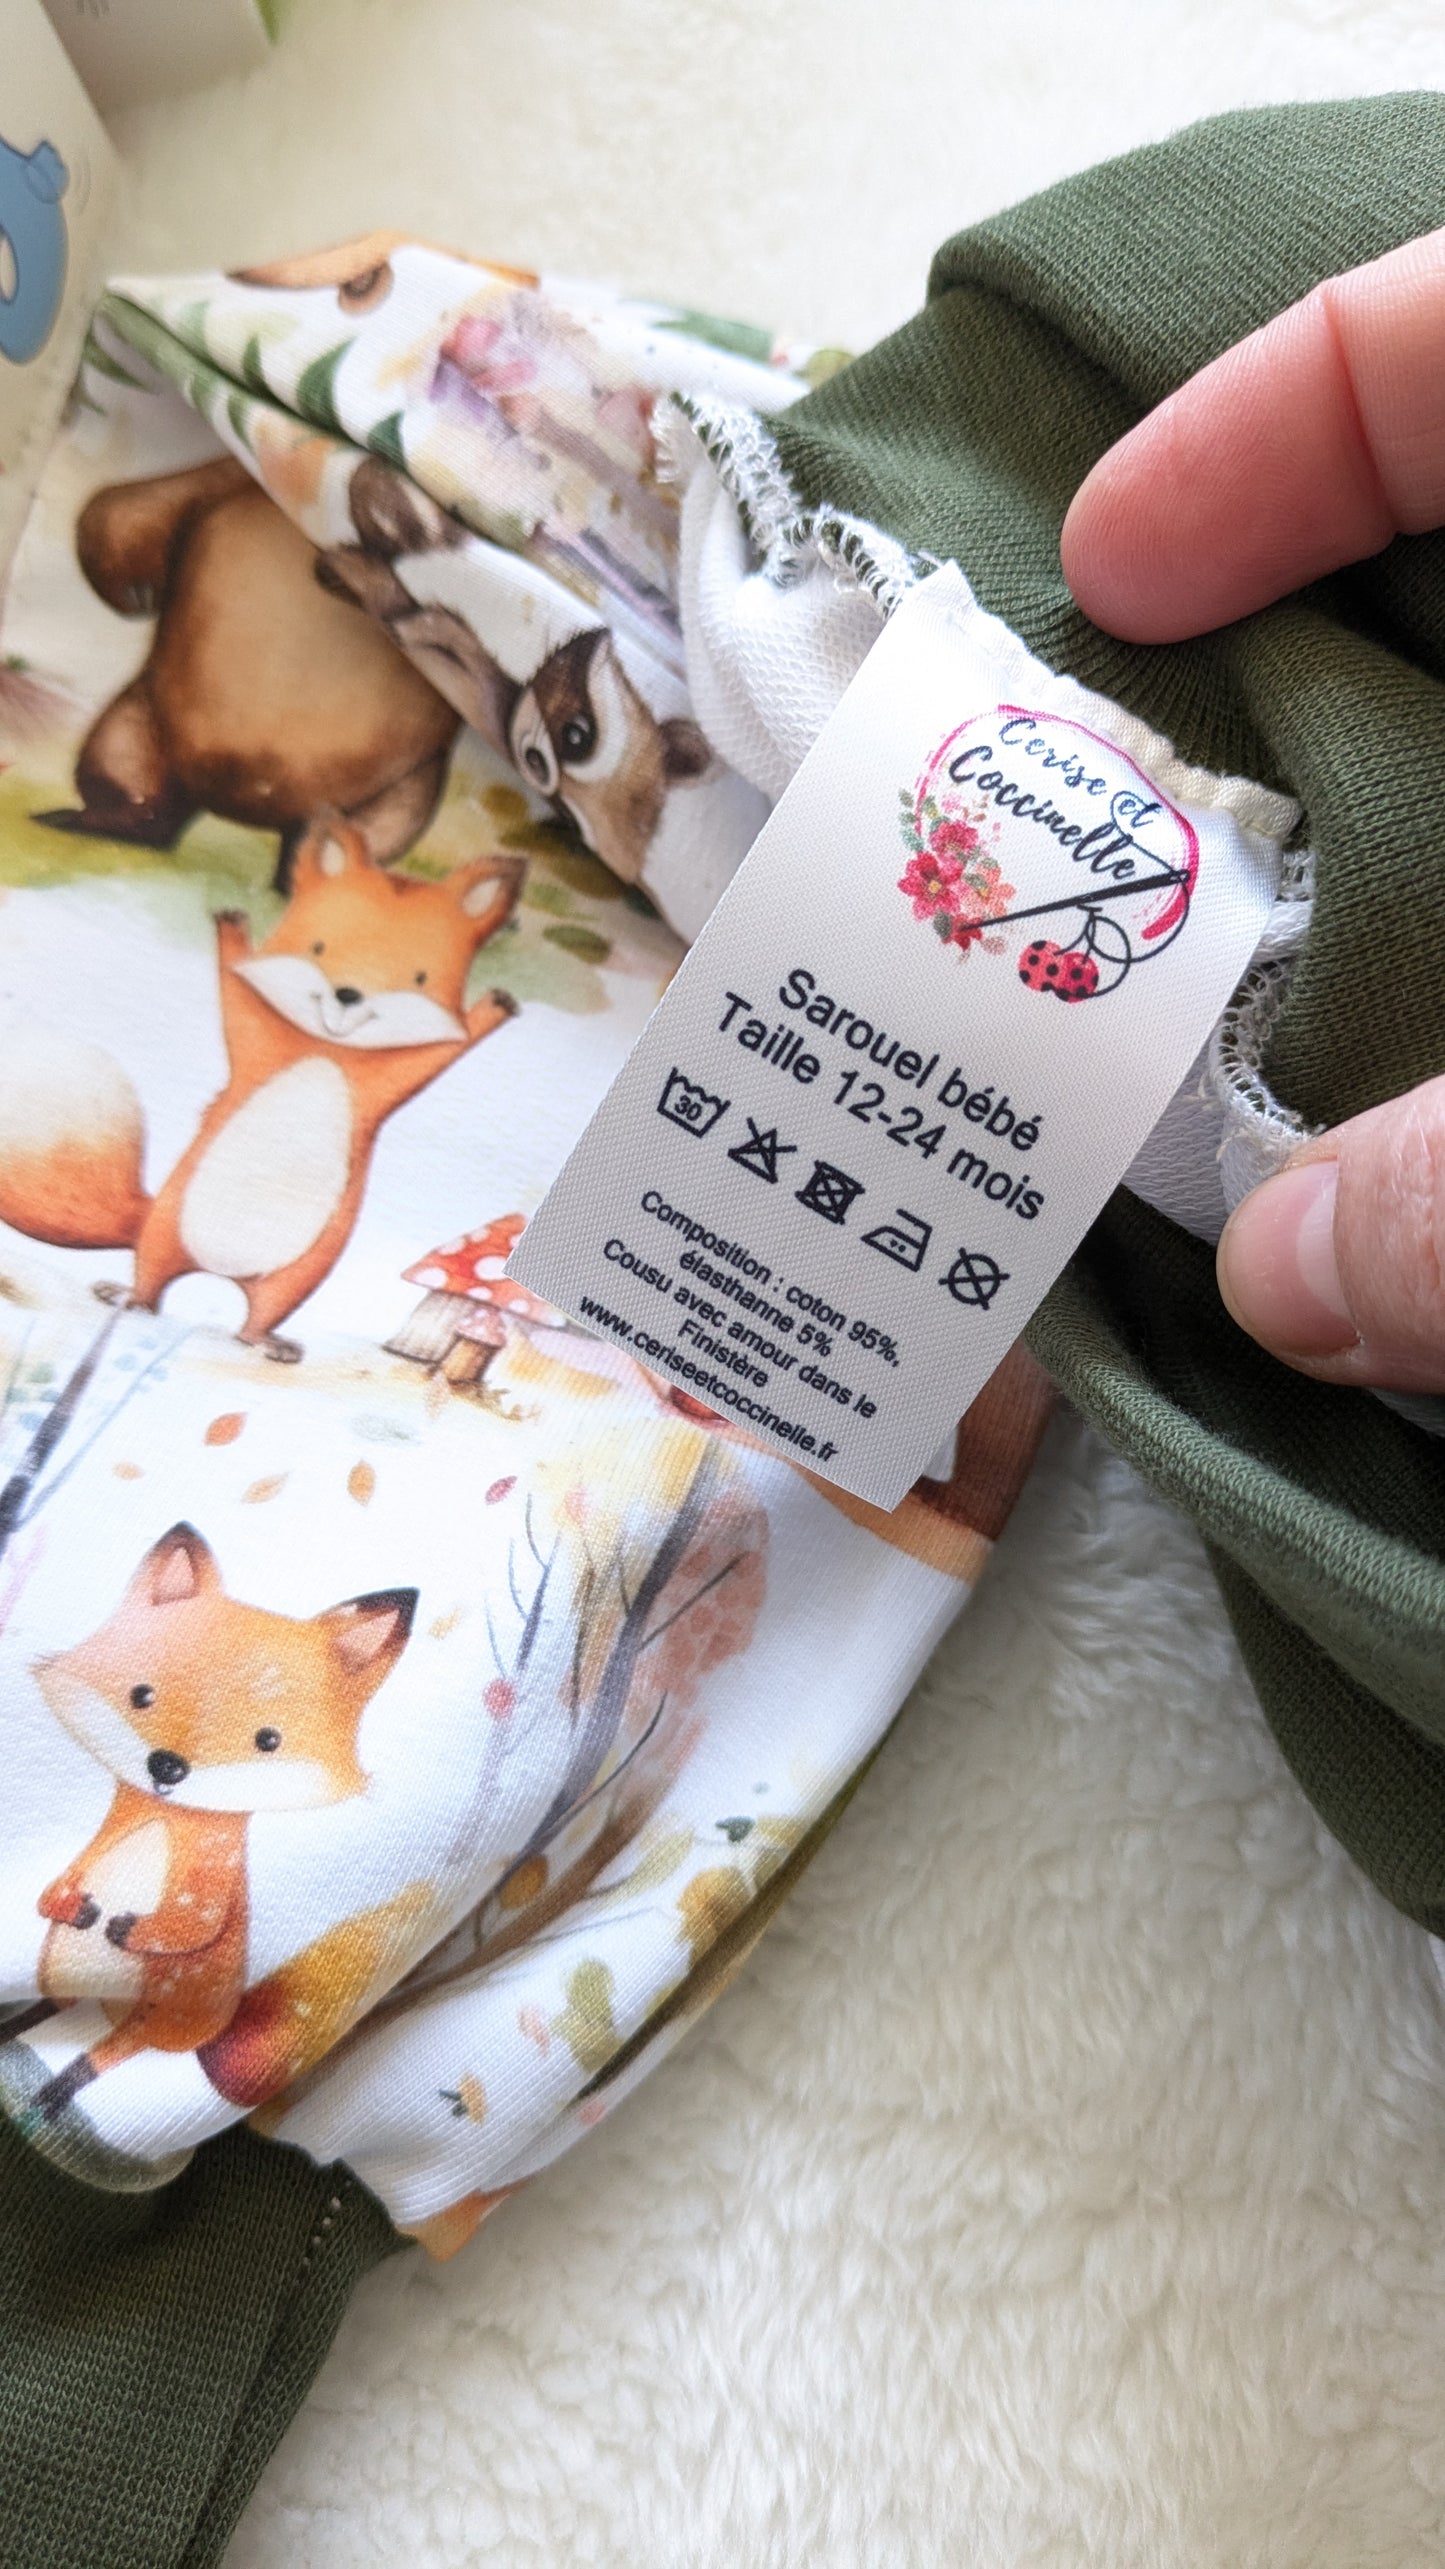 Cerise et
Coccinelle
Sarouel bébé
Taille 12-24 mois
30
Composition : coton 95%,
élasthanne 5%
Cousu avec amour dans le
Finistère
www.ceriseetcoccinelle.fr